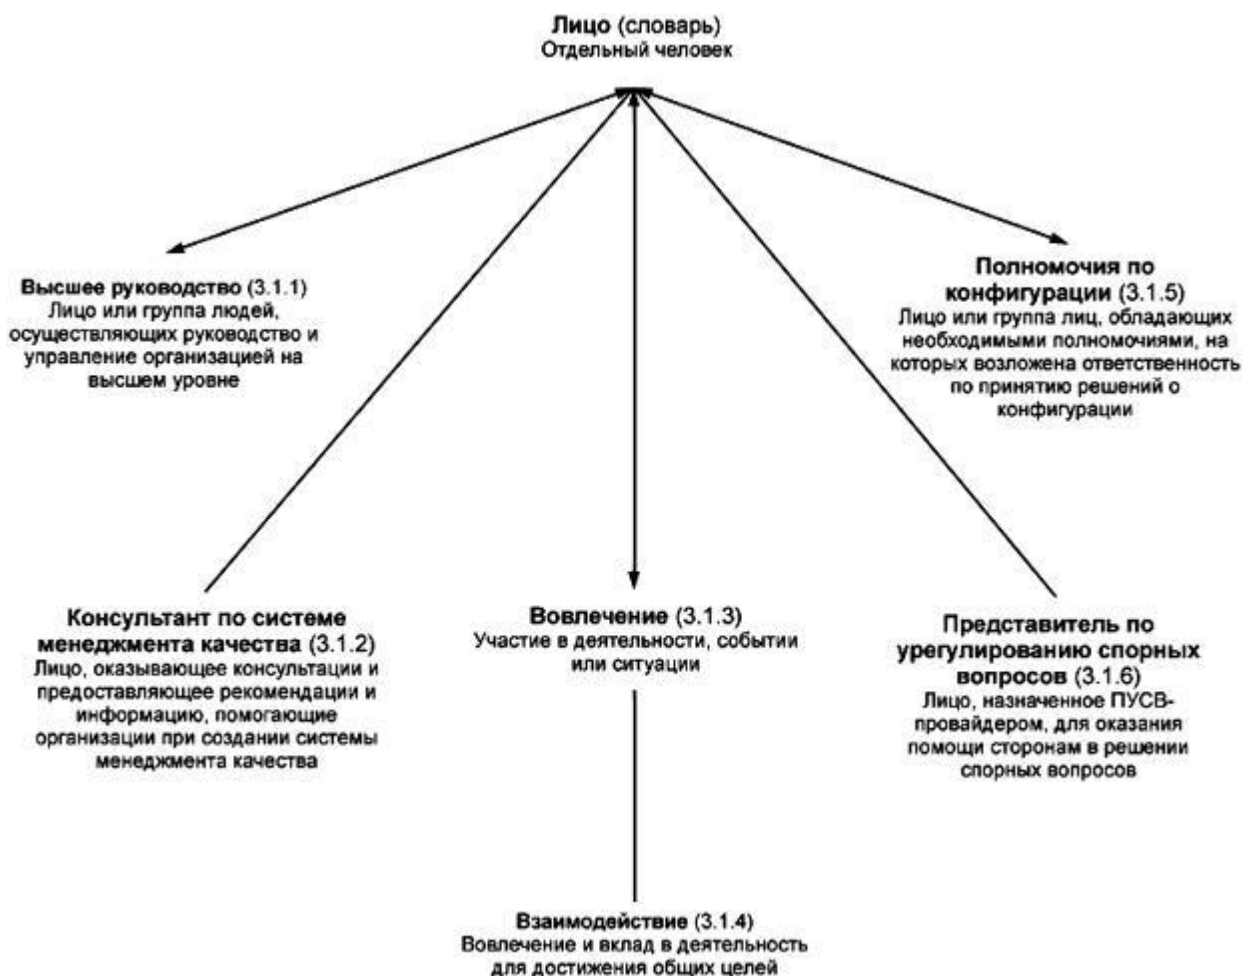 Лицо (словарь)
Отдельный человек
Высшее руководство (3.1.1)
Лицо или группа людей,
осуществляющих руководство и
управление организацией на
высшем уровне
Полномочия по
конфигурации (3.1.5)
Лицо или группа лиц, обладающих
необходимыми полномочиями, на
которых возложена ответственность
по принятию решений о
конфигурации
Консультант по системе
менеджмента качества (3.1.2)
Лицо, оказывающее консультации и
предоставляющее рекомендации и
информацию, помогающие
организации при создании системы
менеджмента качества
Вовлечение (3.1.3)
Участие в деятельности, событии
или ситуации
Представитель по
урегулированию спорных
вопросов (3.1.6)
Лицо, назначенное ПУСВ-
провайдером, для оказания
помощи сторонам в решении
спорных вопросов
Взаимодействие (3.1.4)
Вовлечение и вклад в деятельность
для достижения общих целей